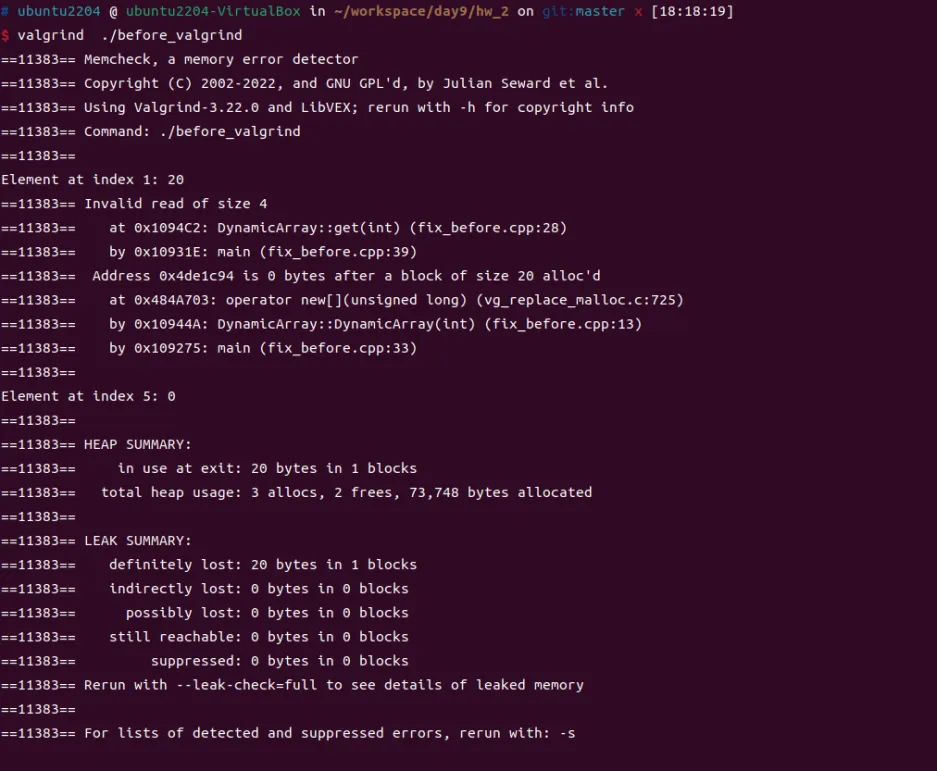 # ubuntu2204 @ ubuntu2204-VirtualBox in ~/workspace/day9/hw_2 on git:master x [18:18:19]
$ valgrind  ./before_valgrind
==11383== Memcheck, a memory error detector
==11383== Copyright (C) 2002-2022, and GNU GPL'd, by Julian Seward et al.
==11383== Using Valgrind-3.22.0 and LibVEX; rerun with -h for copyright info
==11383== Command: ./before_valgrind
==11383==
Element at index 1: 20
==11383== Invalid read of size 4
==11383==    at 0x1094C2: DynamicArray::get(int) (fix_before.cpp:28)
==11383==    by 0x10931E: main (fix_before.cpp:39)
==11383==  Address 0x4de1c94 is 0 bytes after a block of size 20 alloc'd
==11383==    at 0x484A703: operator new[](unsigned long) (vg_replace_malloc.c:725)
==11383==    by 0x10944A: DynamicArray::DynamicArray(int) (fix_before.cpp:13)
==11383==    by 0x109275: main (fix_before.cpp:33)
==11383==
Element at index 5: 0
==11383==
==11383== HEAP SUMMARY:
==11383==     in use at exit: 20 bytes in 1 blocks
==11383==   total heap usage: 3 allocs, 2 frees, 73,748 bytes allocated
==11383==
==11383== LEAK SUMMARY:
==11383==    definitely lost: 20 bytes in 1 blocks
==11383==    indirectly lost: 0 bytes in 0 blocks
==11383==      possibly lost: 0 bytes in 0 blocks
==11383==    still reachable: 0 bytes in 0 blocks
==11383==         suppressed: 0 bytes in 0 blocks
==11383== Rerun with --leak-check=full to see details of leaked memory
==11383==
==11383== For lists of detected and suppressed errors, rerun with: -s